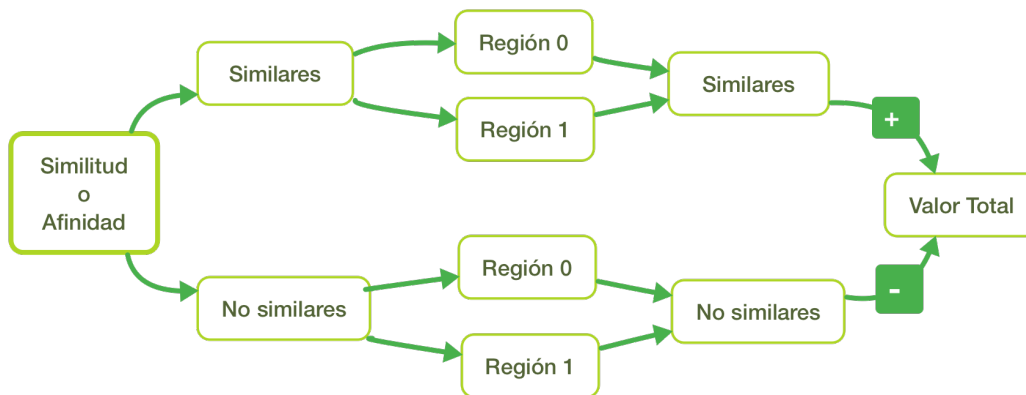 Similitud
o
Afinidad
Similares
Región 0
Región 1
Similares
+
No similares
Región 0
Región 1
No similares
-
Valor Total